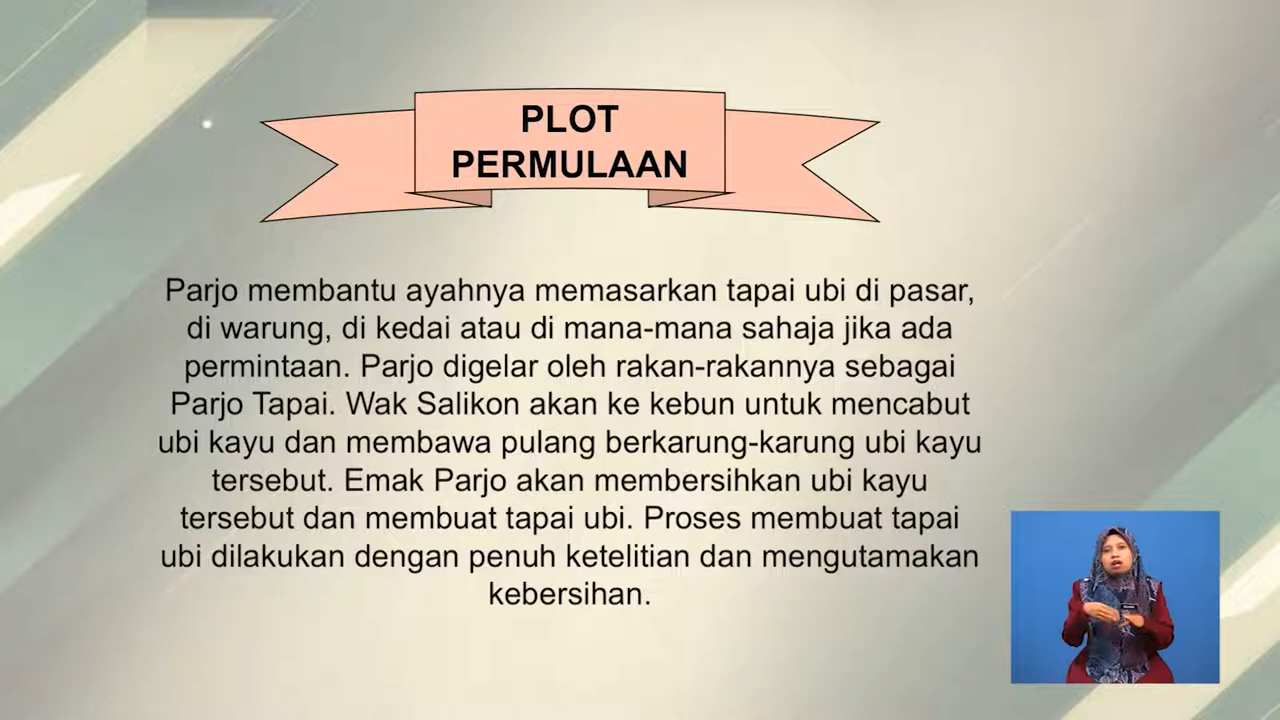 PLOT
PERMULAAN
Parjo membantu ayahnya memasarkan tapai ubi di pasar,
di warung, di kedai atau di mana-mana sahaja jika ada
permintaan. Parjo digelar oleh rakan-rakannya sebagai
Parjo Tapai. Wak Salikon akan ke kebun untuk mencabut
ubi kayu dan membawa pulang berkarung-karung ubi kayu
tersebut. Emak Parjo akan membersihkan ubi kayu
tersebut dan membuat tapai ubi. Proses membuat tapai
ubi dilakukan dengan penuh ketelitian dan mengutamakan
kebersihan.